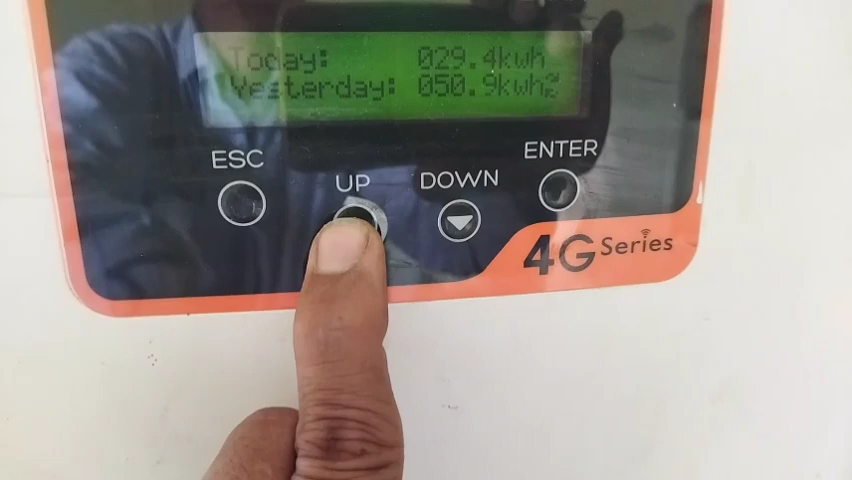 Today: 029.4kwh
Yesterday: 050.9kwh
ESC
UP
DOWN
ENTER
4G Series